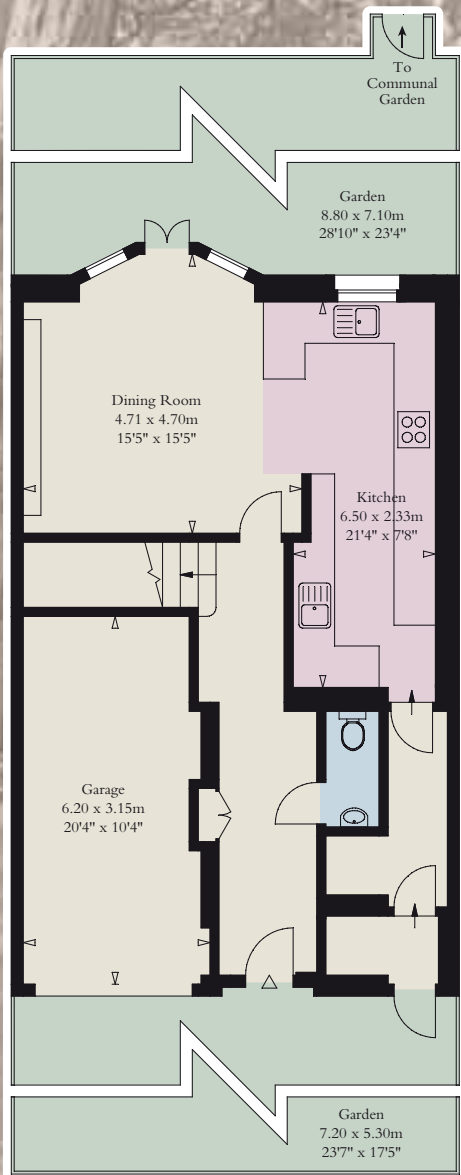 To
Communal
Garden
Garden
8.80 x 7.10m
28'10" x 23'4"
Dining Room
4.71 x 4.70m
15'5" x 15'5"
Kitchen
6.50 x 2.33m
21'4" x 7'8"
Garage
6.20 x 3.15m
20'4" x 10'4"
Garden
7.20 x 5.30m
23'7" x 17'5"